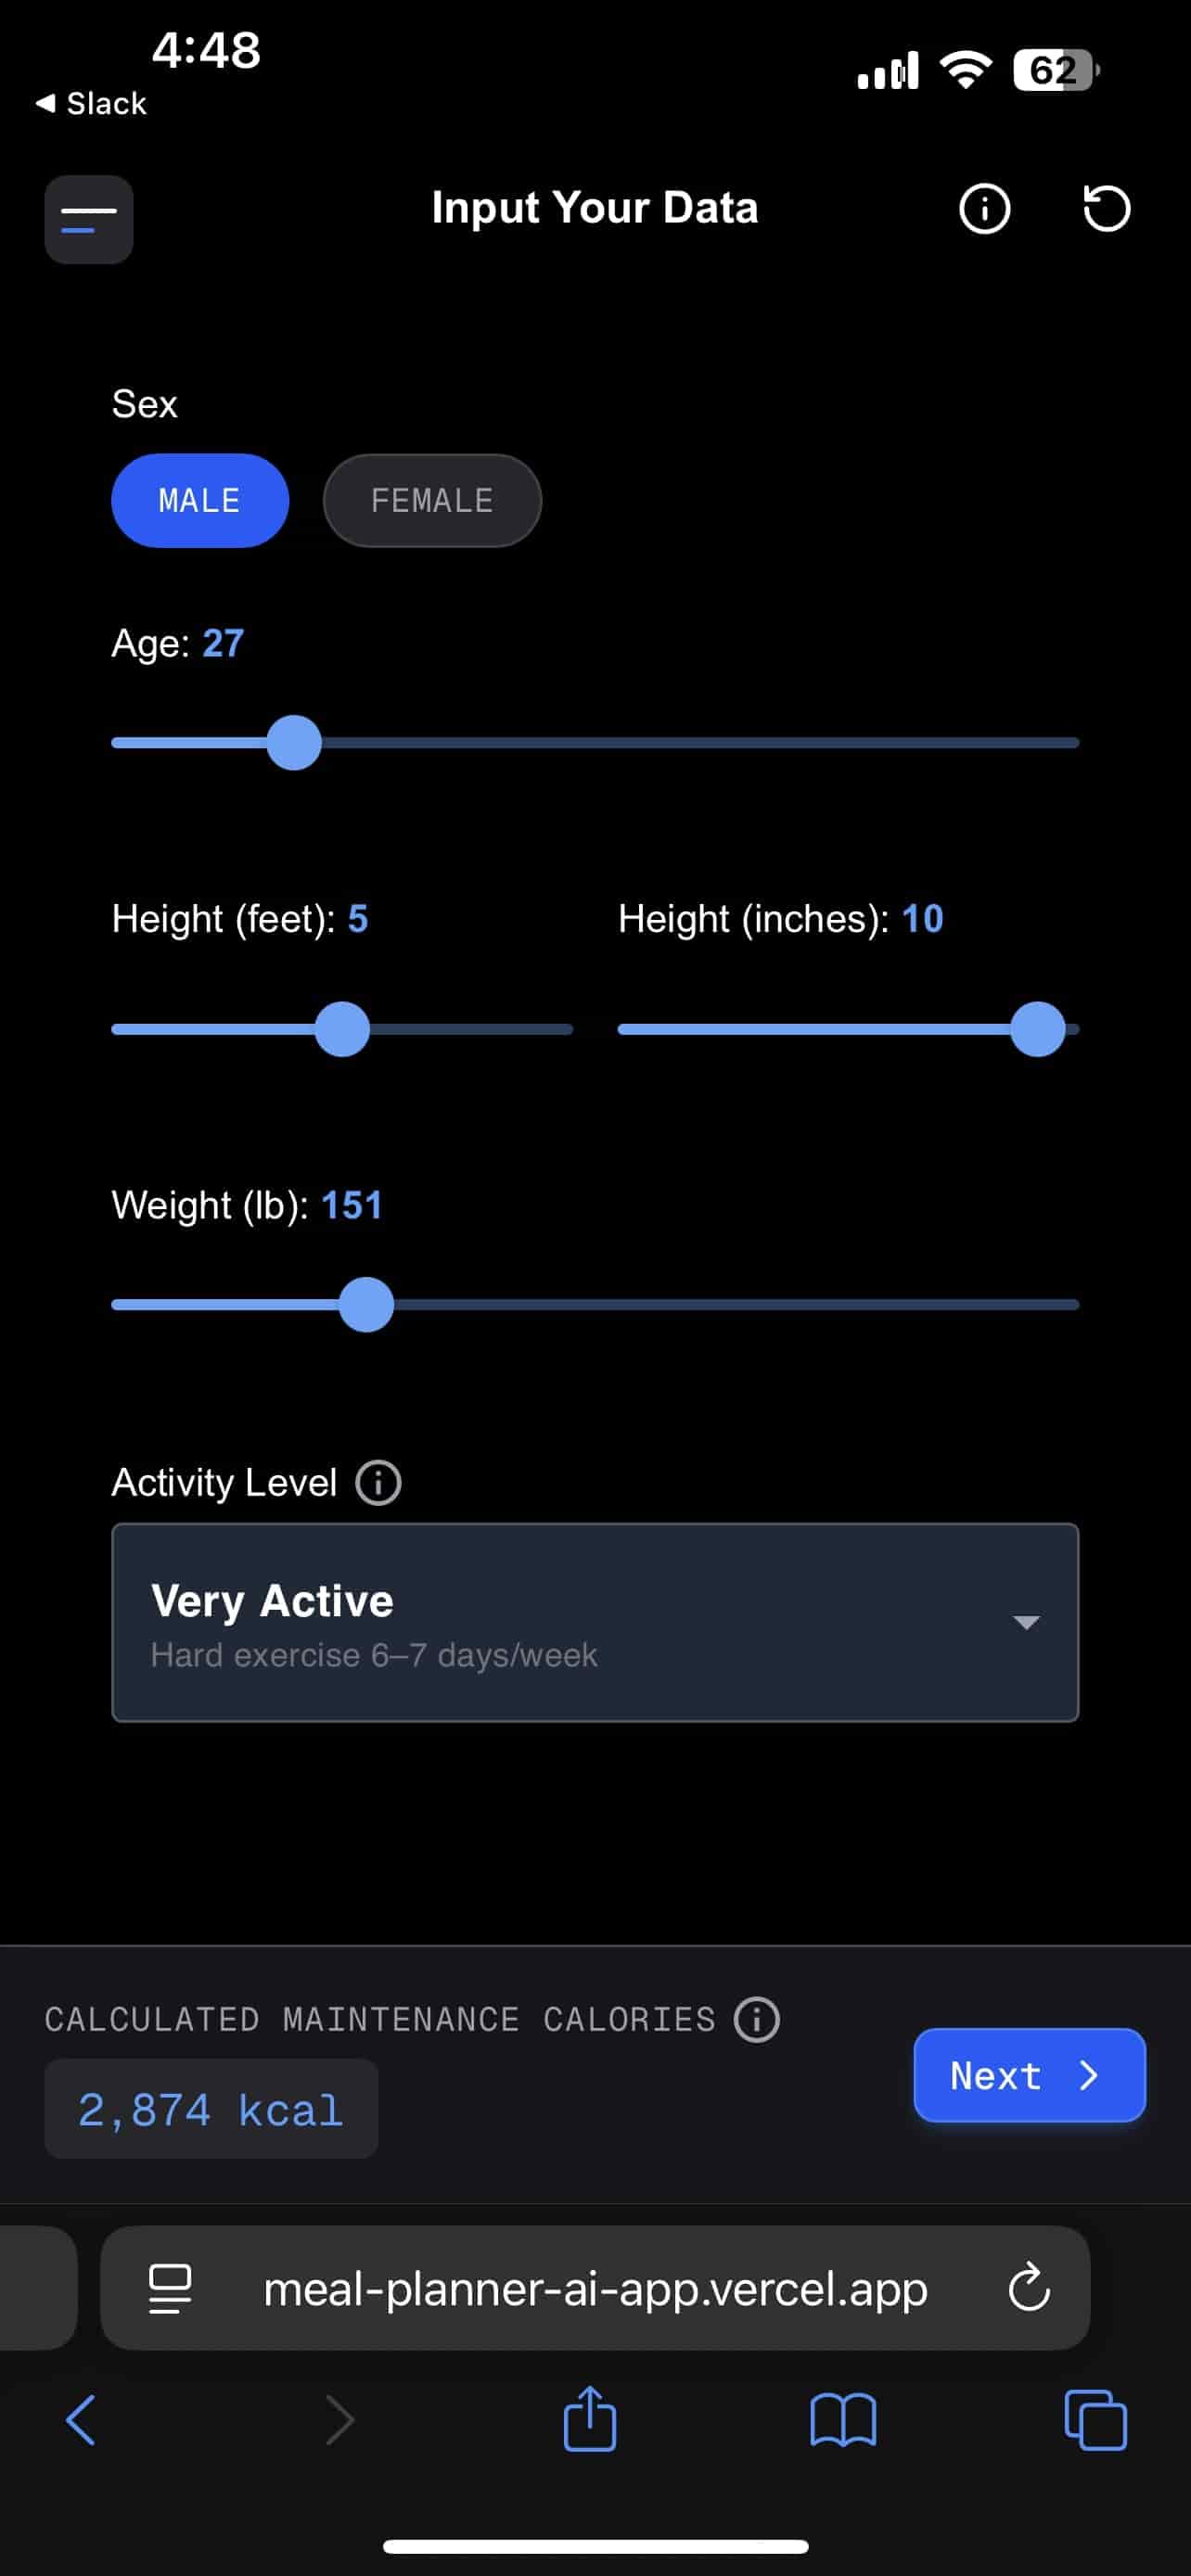 4:48
62
Slack
Input Your Data
Sex
MALE FEMALE
Age: 27
Height (feet): 5 Height (inches): 10
Weight (lb): 151
Activity Level
Very Active
Hard exercise 6–7 days/week
CALCULATED MAINTENANCE CALORIES
2,874 kcal
Next
meal-planner-ai-app.vercel.app